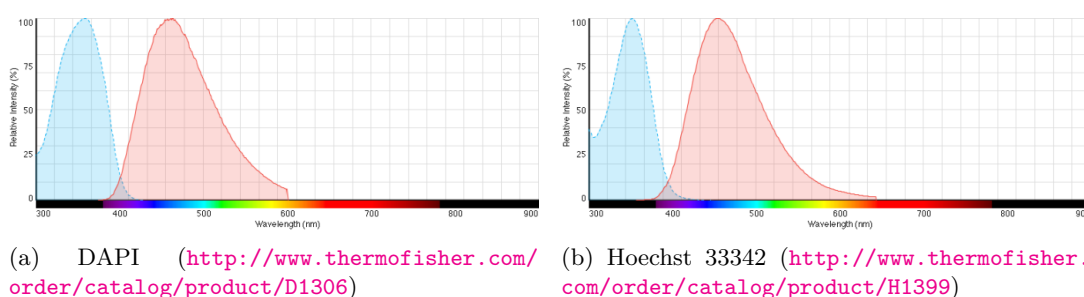 100
75
50
25
0
Relative Intensity (%)
300 400 500 600 700 800 900
Wavelength (nm)
100
75
50
25
0
Relative Intensity (%)
300 400 500 600 700 800 90
Wavelength (nm)
(a) DAPI (http://www.thermofisher.com/
order/catalog/product/D1306)
(b) Hoechst 33342 (http://www.thermofisher.
com/order/catalog/product/H1399)